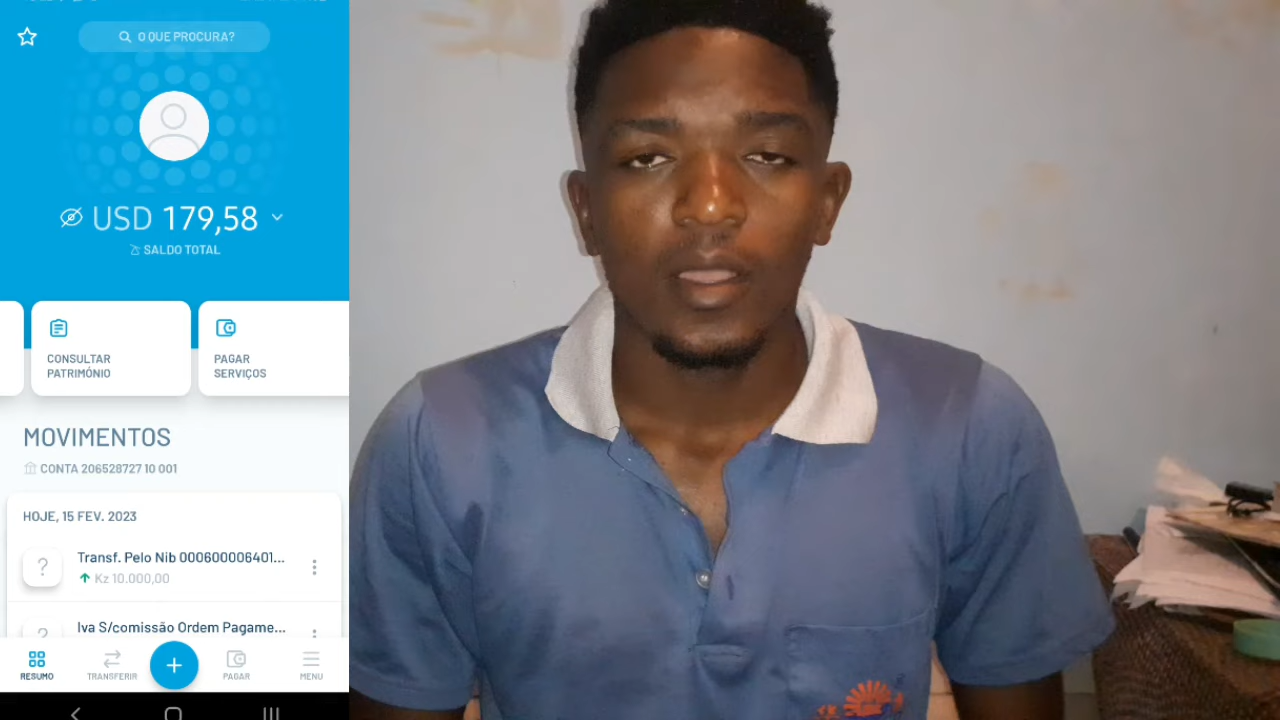 O QUE PROCURA?
USD 179,58
SALDO TOTAL
CONSULTAR
PATRIMÓNIO
PAGAR
SERVIÇOS
MOVIMENTOS
CONTA 206528727 10 001
HOJE, 15 FEV. 2023
Transf. Pelo Nib 000600006401...
Kz 10.000,00
Iva S/comissão Ordem Pagame...
RESUMO
TRANSFERIR
PAGAR
MENU